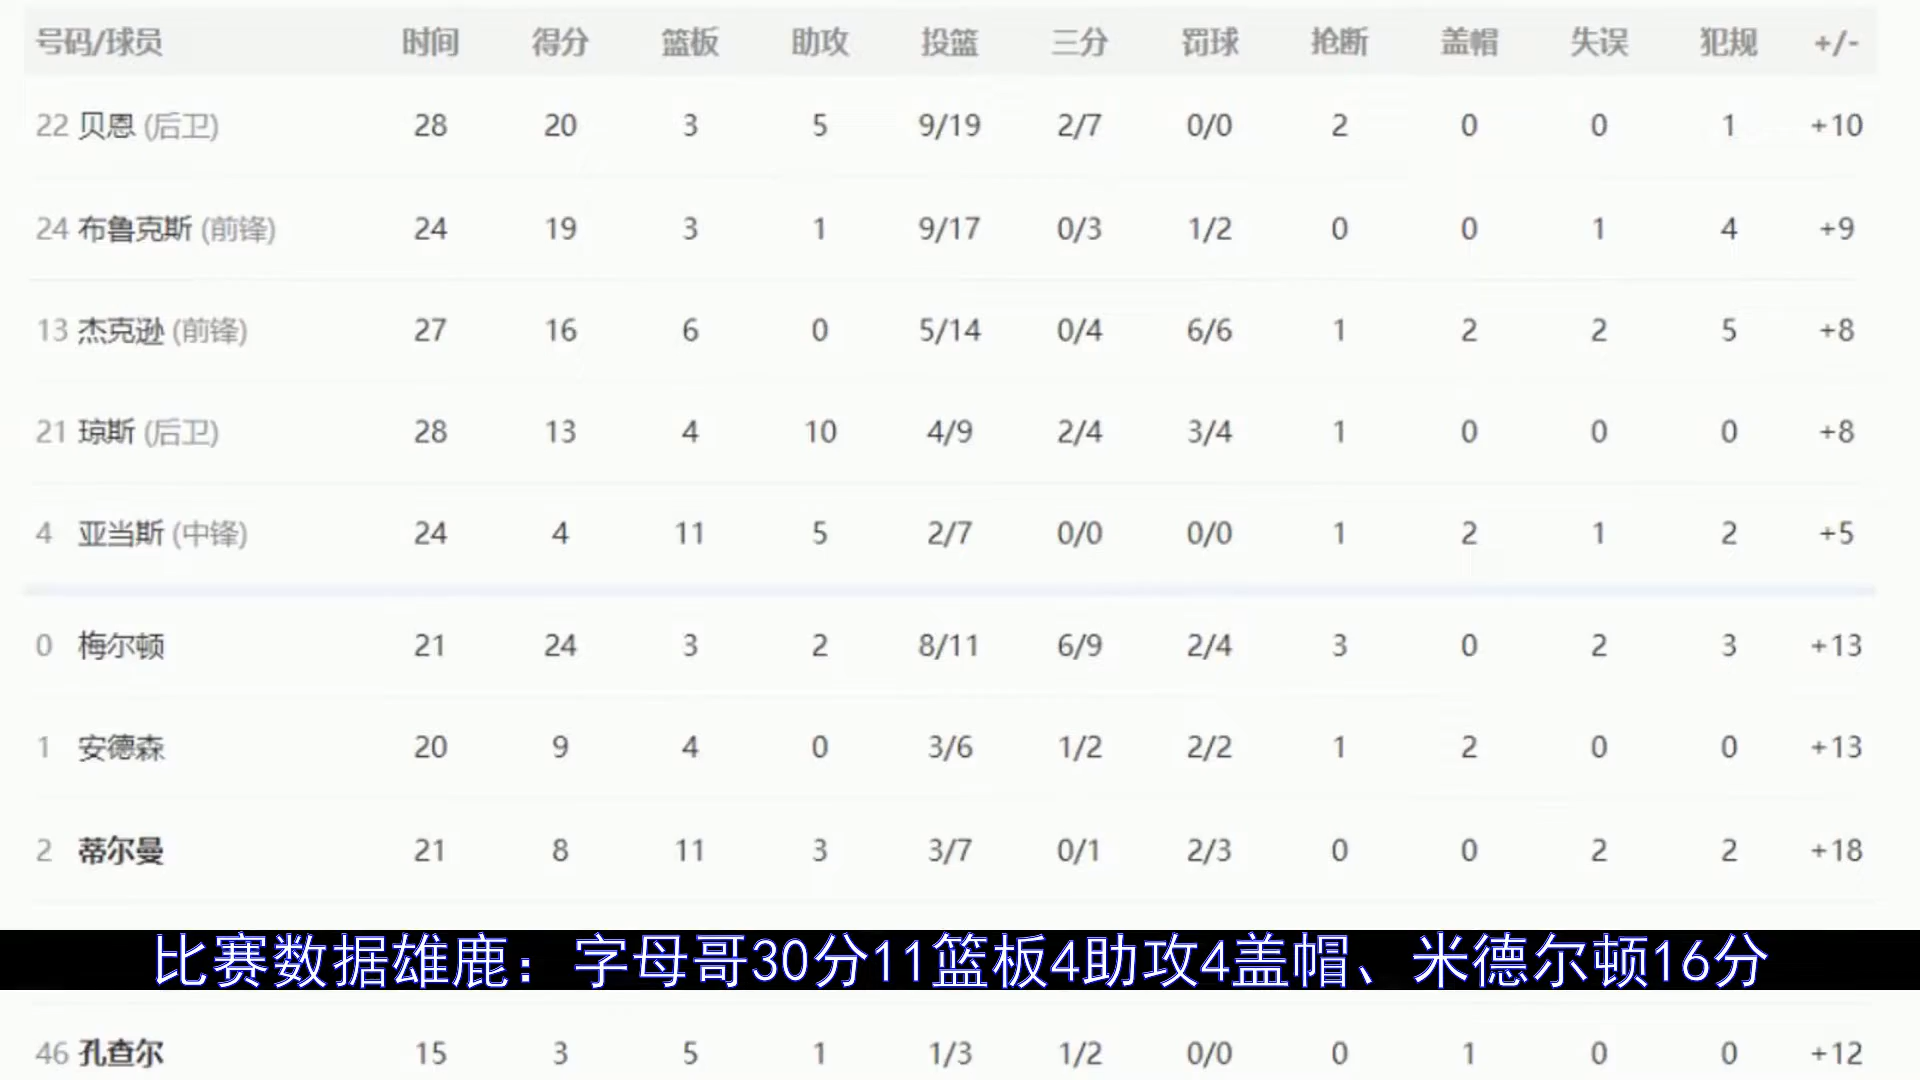 号码/球员 时间 得分 篮板 助攻 投篮 三分 罚球 抢断 盖帽 失误 犯规 +/-
22 贝恩 (后卫) 28 20 3 5 9/19 2/7 0/0 2 0 0 1 +10
24 布鲁克斯 (前锋) 24 19 3 1 9/17 0/3 1/2 0 0 1 4 +9
13 杰克逊 (前锋) 27 16 6 0 5/14 0/4 6/6 1 2 2 5 +8
21 琼斯 (后卫) 28 13 4 10 4/9 2/4 3/4 1 0 0 0 +8
4 亚当斯 (中锋) 24 4 11 5 2/7 0/0 0/0 1 2 1 2 +5
0 梅尔顿 21 24 3 2 8/11 6/9 2/4 3 0 2 3 +13
1 安德森 20 9 4 0 3/6 1/2 2/2 1 2 0 0 +13
2 蒂尔曼 21 8 11 3 3/7 0/1 2/3 0 0 2 2 +18
比赛数据雄鹿：字母哥30分11篮板4助攻4盖帽、米德尔顿16分
46 孔查尔 15 3 5 1 1/3 1/2 0/0 0 1 0 0 +12